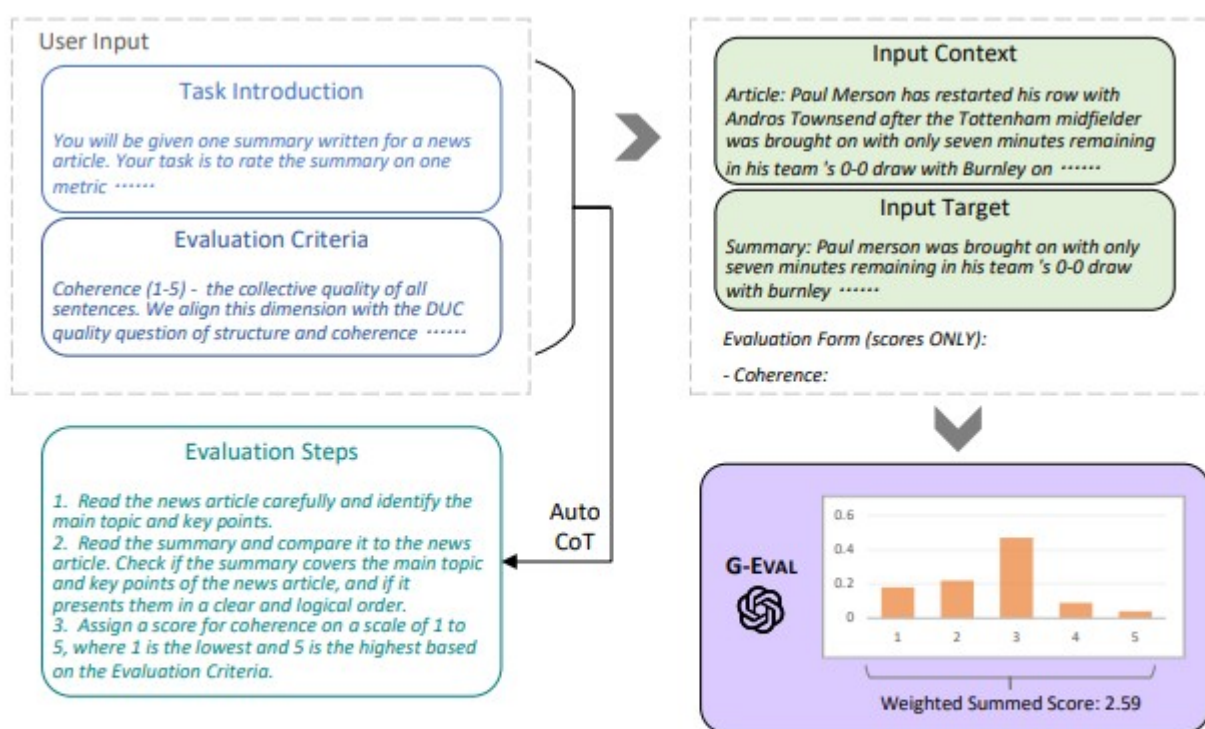 User Input
Task Introduction
You will be given one summary written for a news
article. Your task is to rate the summary on one
metric ······
Evaluation Criteria
Coherence (1-5) - the collective quality of all
sentences. We align this dimension with the DUC
quality question of structure and coherence ······
Evaluation Steps
1. Read the news article carefully and identify the
main topic and key points.
2. Read the summary and compare it to the news
article. Check if the summary covers the main topic
and key points of the news article, and if it
presents them in a clear and logical order.
3. Assign a score for coherence on a scale of 1 to
5, where 1 is the lowest and 5 is the highest based
on the Evaluation Criteria.
Auto
CoT
Input Context
Article: Paul Merson has restarted his row with
Andros Townsend after the Tottenham midfielder
was brought on with only seven minutes remaining
in his team 's 0-0 draw with Burnley on ······
Input Target
Summary: Paul merson was brought on with only
seven minutes remaining in his team 's 0-0 draw
with burnley ······
Evaluation Form (scores ONLY):
- Coherence:
G-EVAL
0.6
0.4
0.2
0
1 2 3 4 5
Weighted Summed Score: 2.59